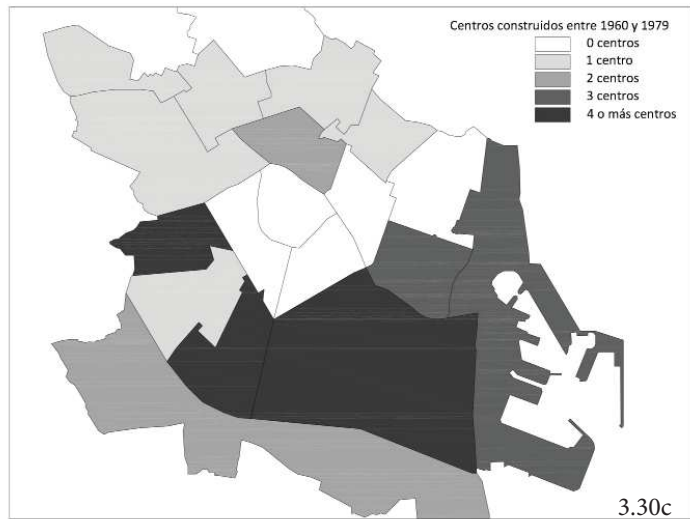 Centros construidos entre 1960 y 1979
0 centros
1 centro
2 centros
3 centros
4 o más centros
3.30c